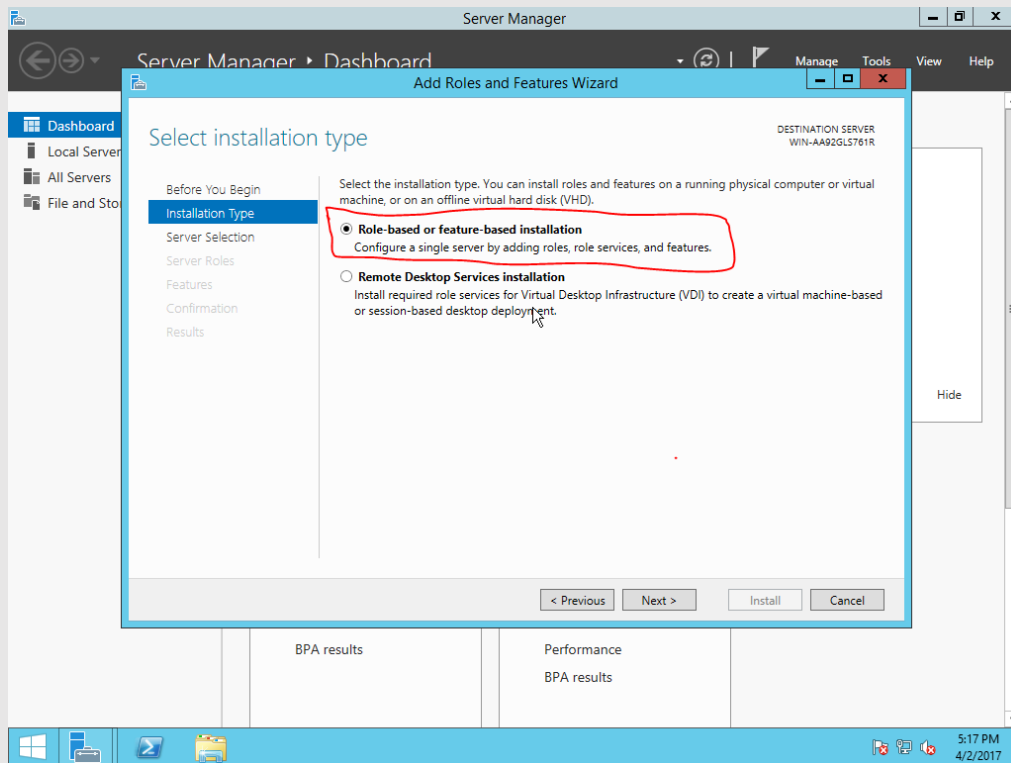 Server Manager
Server Manager • Dashboard
Manage Tools View Help
Add Roles and Features Wizard
Dashboard
Local Server
All Servers
File and Sto
Select installation type
DESTINATION SERVER
WIN-AA92GLS761R
Before You Begin
Installation Type
Server Selection
Server Roles
Features
Confirmation
Results
Select the installation type. You can install roles and features on a running physical computer or virtual
machine, or on an offline virtual hard disk (VHD).
Role-based or feature-based installation
Configure a single server by adding roles, role services, and features.
Remote Desktop Services installation
Install required role services for Virtual Desktop Infrastructure (VDI) to create a virtual machine-based
or session-based desktop deployment.
Hide
< Previous Next > Install Cancel
BPA results
Performance
BPA results
5:17 PM
4/2/2017